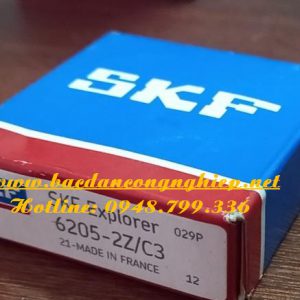 SKF
www.bacdancongnghiep.net
Hotline: 0948.799.336
SKF Explorer
029P
6205-2Z/C3
21-MADE IN FRANCE
12